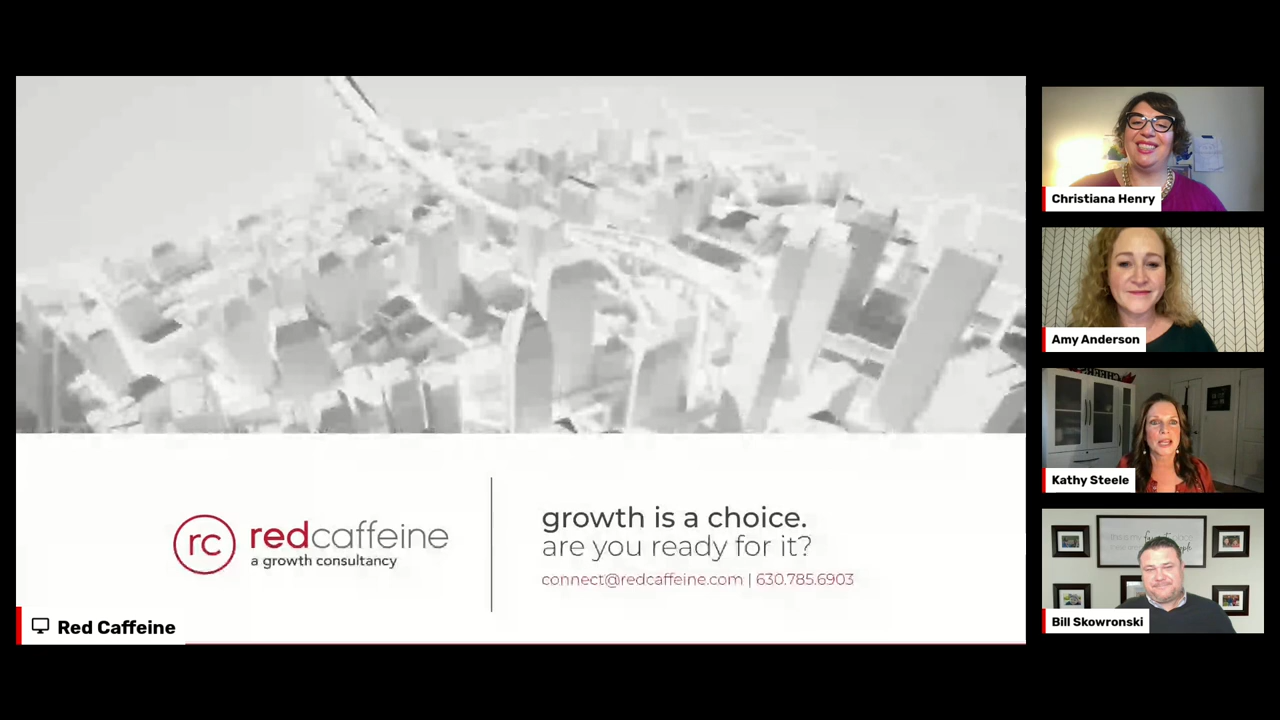 Christiana Henry
Amy Anderson
Kathy Steele
Bill Skowronski
rc redcaffeine
a growth consultancy
growth is a choice.
are you ready for it?
connect@redcaffeine.com | 630.785.6903
Red Caffeine